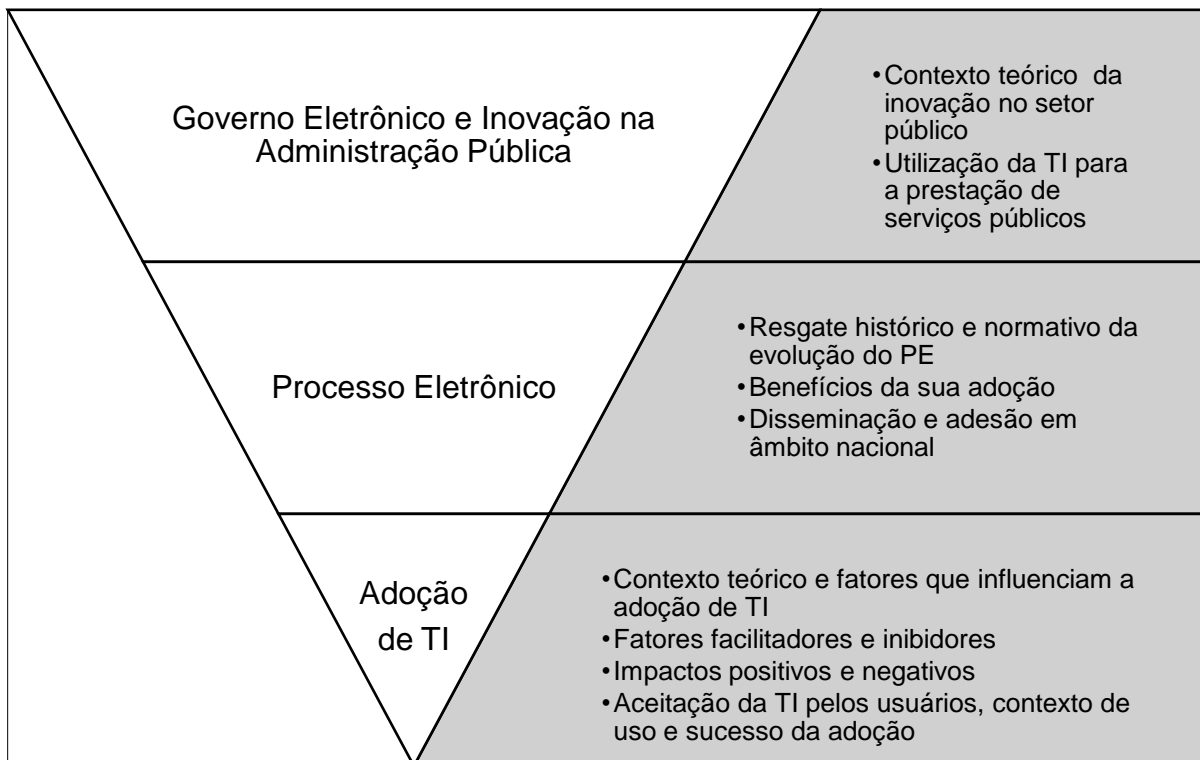 Governo Eletrônico e Inovação na
Administração Pública
•Contexto teórico da
inovação no setor
público
•Utilização da TI para
a prestação de
serviços públicos
Processo Eletrônico
•Resgate histórico e normativo da
evolução do PE
•Benefícios da sua adoção
•Disseminação e adesão em
âmbito nacional
Adoção
de TI
•Contexto teórico e fatores que influenciam a
adoção de TI
•Fatores facilitadores e inibidores
•Impactos positivos e negativos
•Aceitação da TI pelos usuários, contexto de
uso e sucesso da adoção